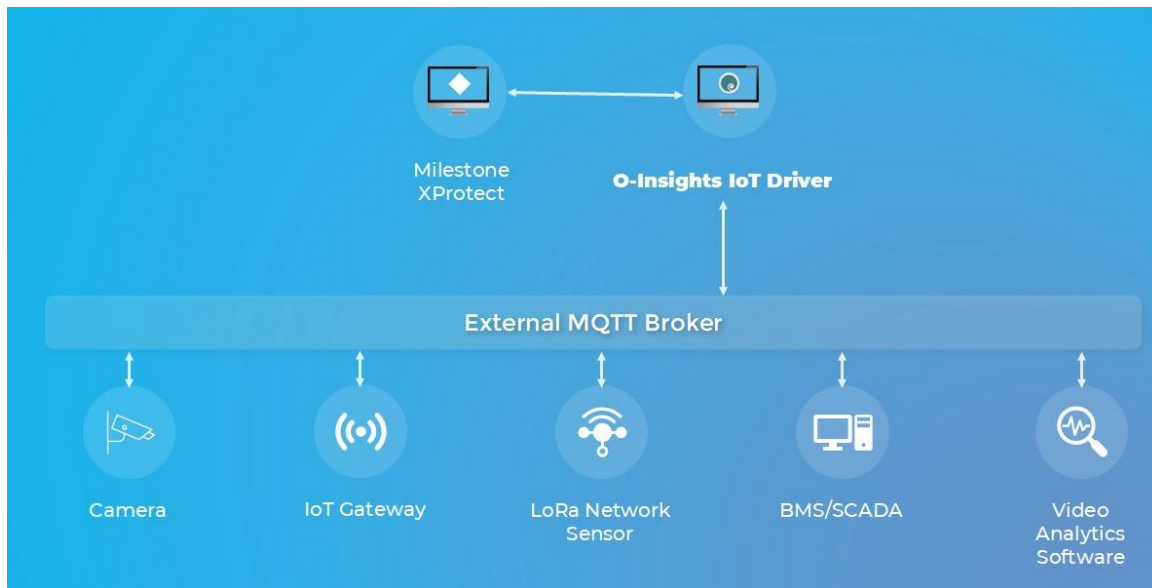 Milestone
XProtect
O-Insights IoT Driver
External MQTT Broker
Camera
IoT Gateway
LoRa Network
Sensor
BMS/SCADA
Video
Analytics
Software